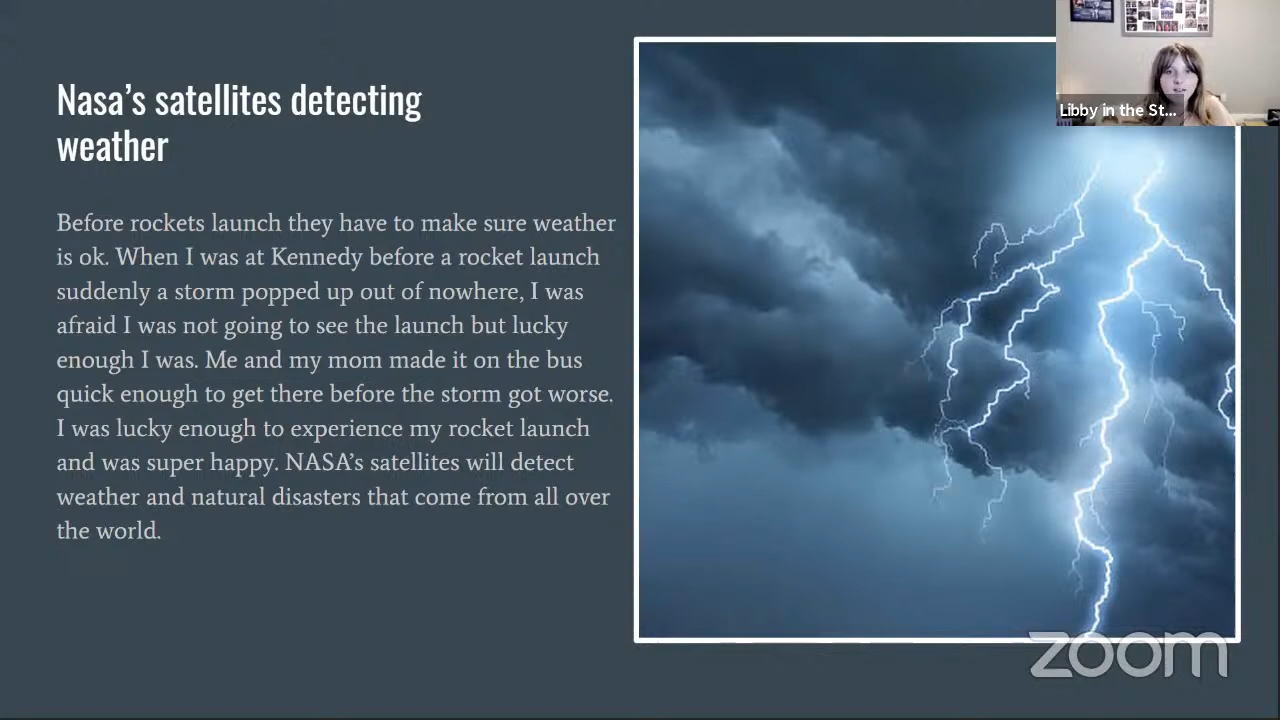 Nasa’s satellites detecting
weather
Before rockets launch they have to make sure weather
is ok. When I was at Kennedy before a rocket launch
suddenly a storm popped up out of nowhere, I was
afraid I was not going to see the launch but lucky
enough I was. Me and my mom made it on the bus
quick enough to get there before the storm got worse.
I was lucky enough to experience my rocket launch
and was super happy. NASA’s satellites will detect
weather and natural disasters that come from all over
the world.
Libby in the St...
zoom